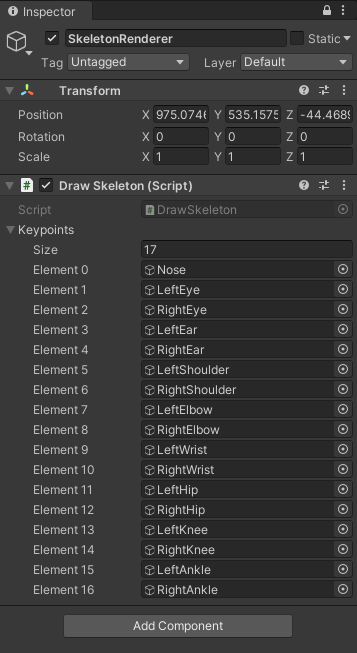 Inspector
SkeletonRenderer Static
Tag Untagged Layer Default
Transform
Position X 975.0746 Y 535.1575 Z -44.4689
Rotation X 0 Y 0 Z 0
Scale X 1 Y 1 Z 1
# Draw Skeleton (Script)
Script # DrawSkeleton
Keypoints
Size 17
Element 0 Nose
Element 1 LeftEye
Element 2 RightEye
Element 3 LeftEar
Element 4 RightEar
Element 5 LeftShoulder
Element 6 RightShoulder
Element 7 LeftElbow
Element 8 RightElbow
Element 9 LeftWrist
Element 10 RightWrist
Element 11 LeftHip
Element 12 RightHip
Element 13 LeftKnee
Element 14 RightKnee
Element 15 LeftAnkle
Element 16 RightAnkle
Add Component